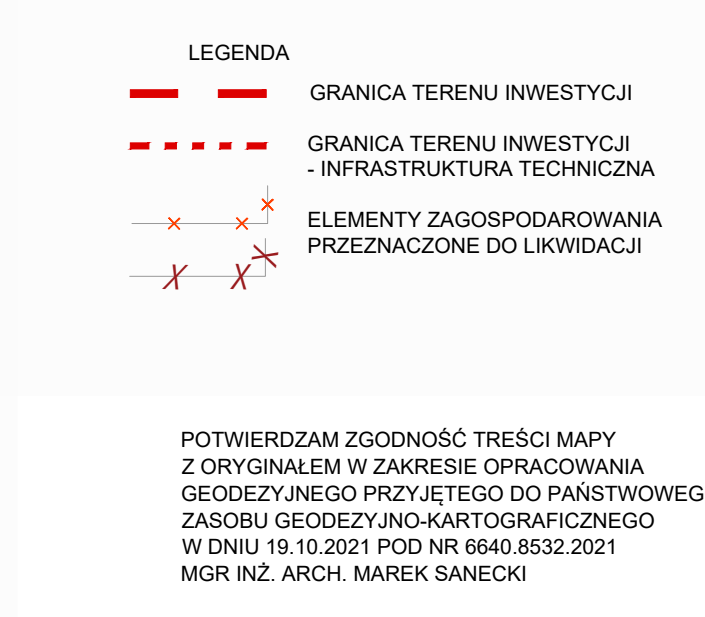 LEGENDA
GRANICA TERENU INWESTYCJI
GRANICA TERENU INWESTYCJI
- INFRASTRUKTURA TECHNICZNA
ELEMENTY ZAGOSPODAROWANIA
PRZEZNACZONE DO LIKWIDACJI
POTWIERDZAM ZGODNOŚĆ TREŚCI MAPY
Z ORYGINAŁEM W ZAKRESIE OPRACOWANIA
GEODEZYJNEGO PRZYJĘTEGO DO PAŃSTWOWEG
ZASOBU GEODEZYJNO-KARTOGRAFICZNEGO
W DNIU 19.10.2021 POD NR 6640.8532.2021
MGR INŻ. ARCH. MAREK SANECKI